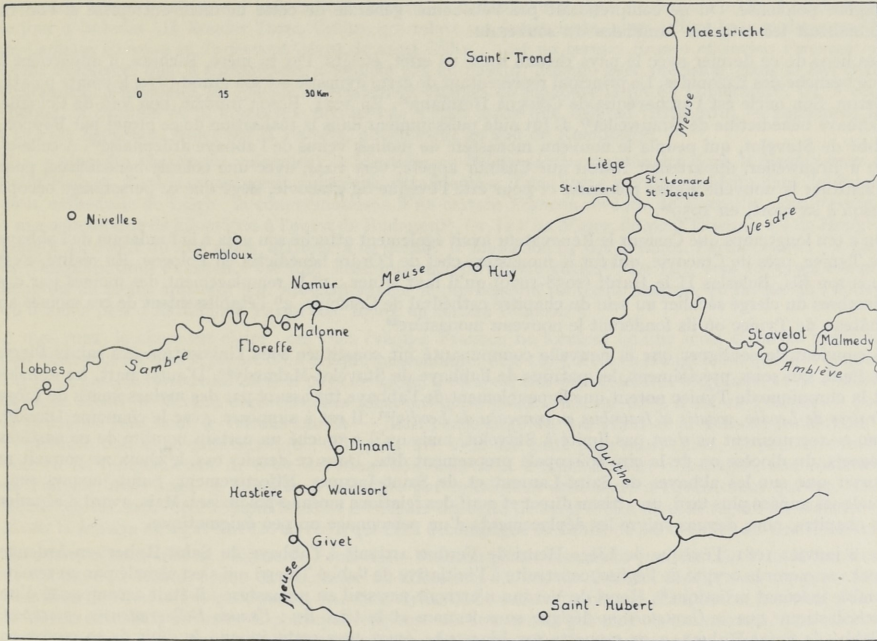 Maestricht
Saint-Trond
0 15 30 Km
Meuse
Liège
St-Laurent
St-Léonard
St-Jacques
Nivelles
Vesdre
Gembloux
Meuse
Huy
Namur
Malonne
Floreffe
Stavelot
Malmedy
Amblève
Sambre
Lobbes
Dinant
Ourthe
Hastière
Waulsort
Givet
Meuse
Saint-Hubert